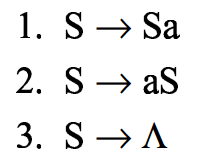 1. S → Sa
2. S → aS
3. S → Λ